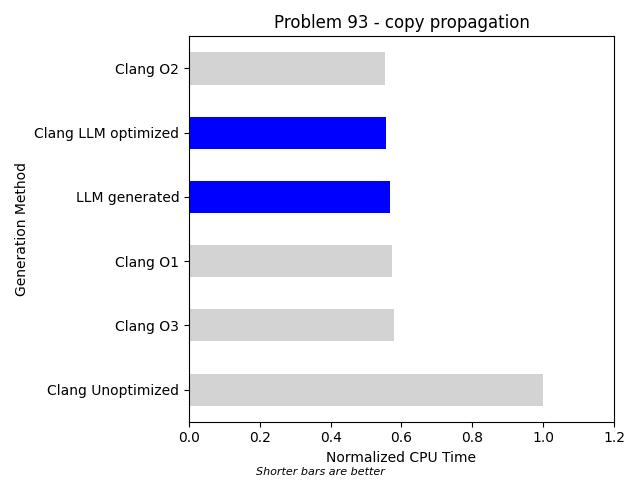 Problem 93 - copy propagation
Clang O2
Clang LLM optimized
LLM generated
Clang O1
Clang O3
Clang Unoptimized
Generation Method
0.0 0.2 0.4 0.6 0.8 1.0 1.2
Normalized CPU Time
Shorter bars are better